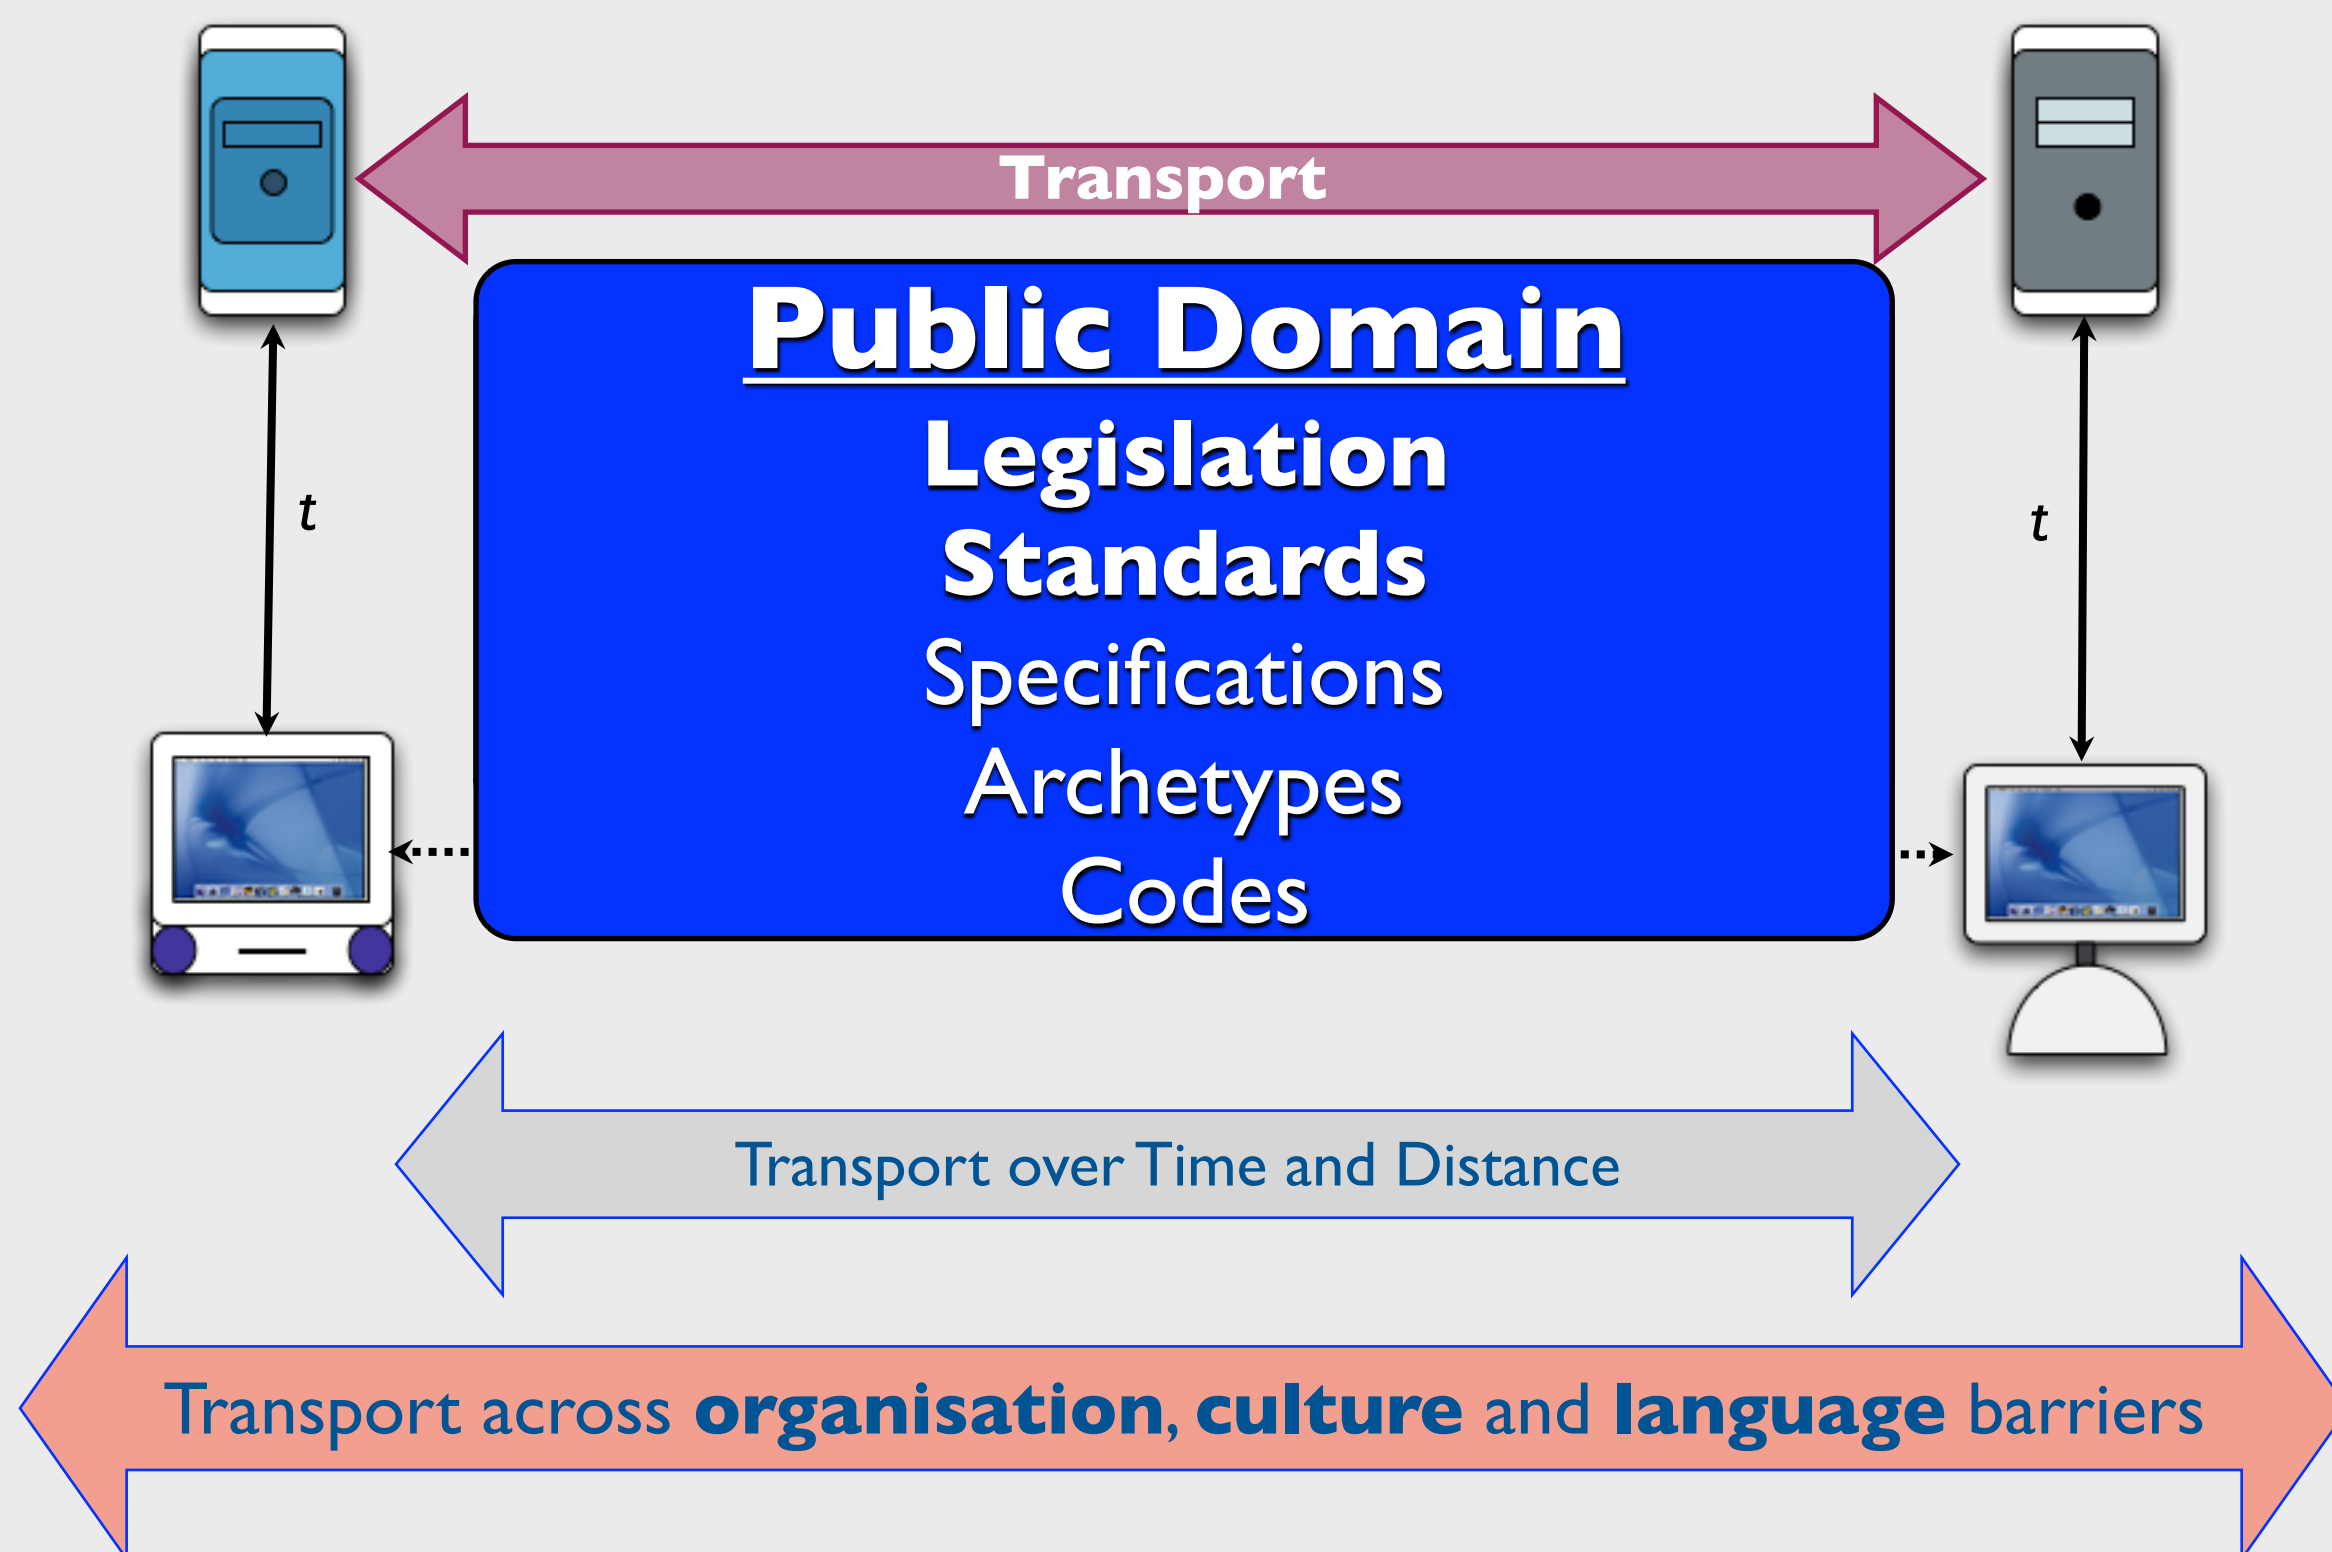 Transport
Public Domain
Legislation
t
t
Standards
Specifications
Archetypes
Codes
Transport over Time and Distance
Transport across organisation, culture and language barriers